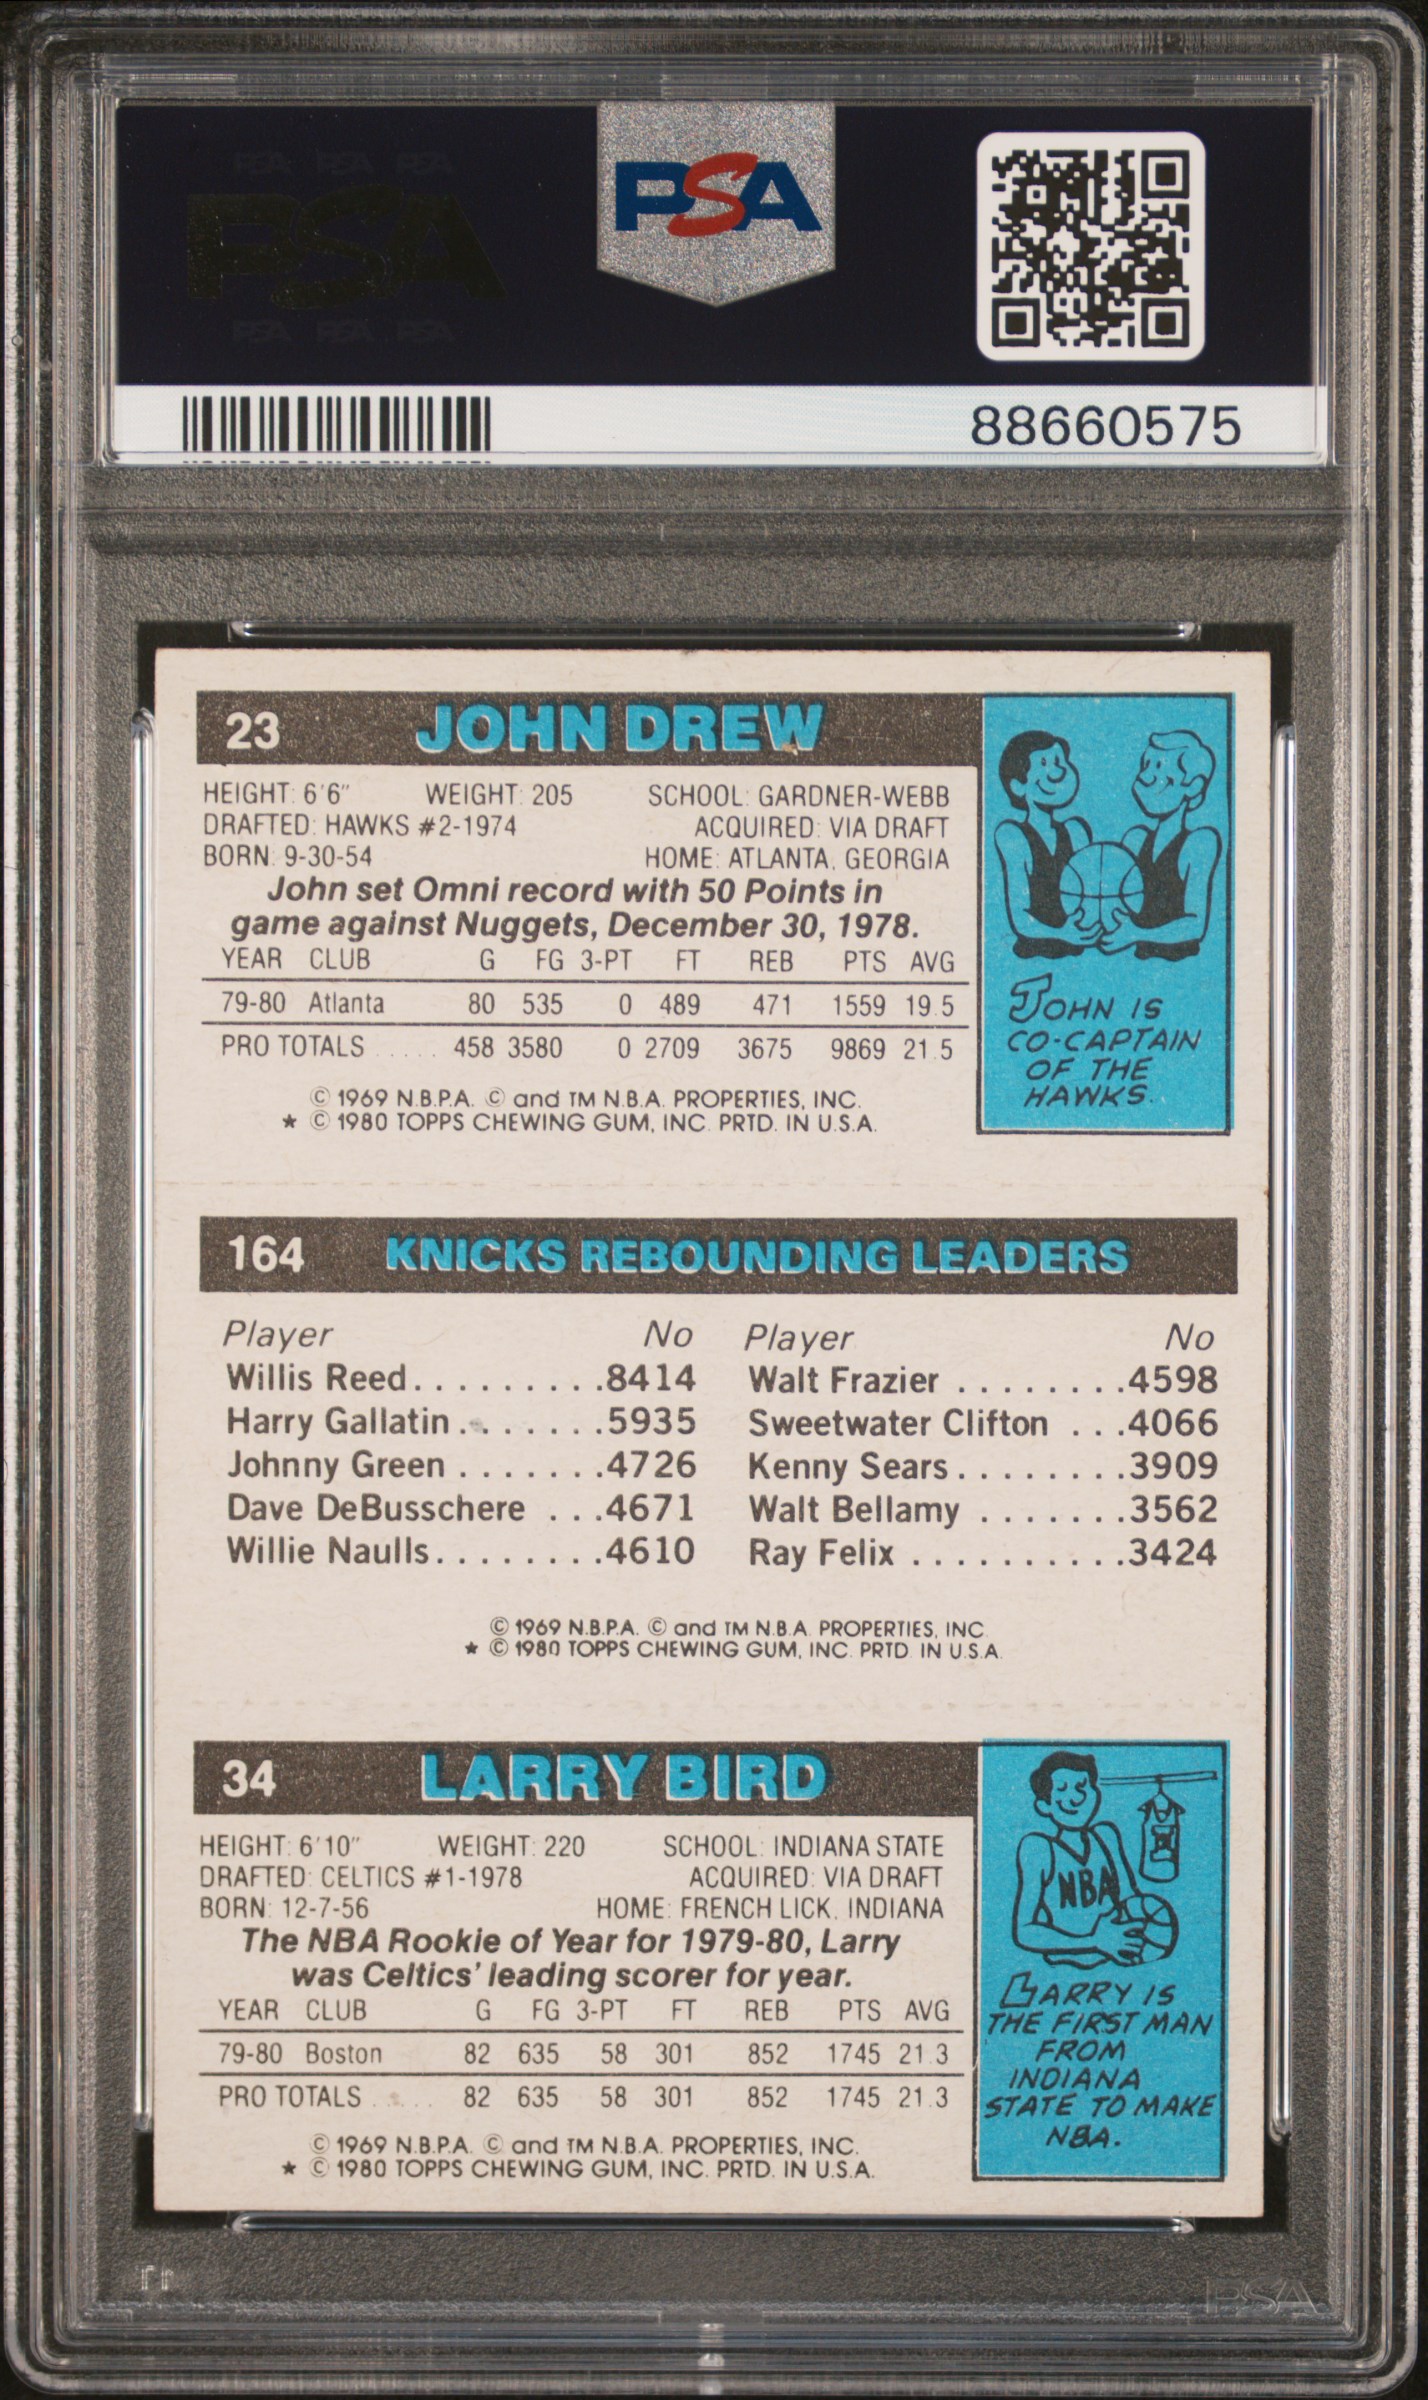 PSA PSA PSA
PSA
PSA PSA PSA
PSA
88660575
23 JOHN DREW
HEIGHT: 6'6" WEIGHT: 205 SCHOOL: GARDNER-WEBB
DRAFTED: HAWKS #2-1974 ACQUIRED: VIA DRAFT
BORN: 9-30-54 HOME: ATLANTA, GEORGIA
John set Omni record with 50 Points in
game against Nuggets, December 30, 1978.
YEAR CLUB G FG 3-PT FT REB PTS AVG
79-80 Atlanta 80 535 0 489 471 1559 19.5
PRO TOTALS ..... 458 3580 0 2709 3675 9869 21.5
© 1969 N.B.P.A. © and TM N.B.A. PROPERTIES, INC.
★ © 1980 TOPPS CHEWING GUM, INC. PRTD. IN U.S.A.
JOHN IS
CO-CAPTAIN
OF THE
HAWKS.
164 KNICKS REBOUNDING LEADERS
Player No Player No
Willis Reed.........8414 Walt Frazier ........4598
Harry Gallatin.......5935 Sweetwater Clifton ...4066
Johnny Green .......4726 Kenny Sears........3909
Dave DeBusschere ...4671 Walt Bellamy .......3562
Willie Naulls........4610 Ray Felix ..........3424
© 1969 N.B.P.A. © and TM N.B.A. PROPERTIES, INC.
★ © 1980 TOPPS CHEWING GUM, INC. PRTD. IN U.S.A.
34 LARRY BIRD
HEIGHT: 6'10" WEIGHT: 220 SCHOOL: INDIANA STATE
DRAFTED: CELTICS #1-1978 ACQUIRED: VIA DRAFT
BORN: 12-7-56 HOME: FRENCH LICK, INDIANA
The NBA Rookie of Year for 1979-80, Larry
was Celtics' leading scorer for year.
YEAR CLUB G FG 3-PT FT REB PTS AVG
79-80 Boston 82 635 58 301 852 1745 21.3
PRO TOTALS ..... 82 635 58 301 852 1745 21.3
© 1969 N.B.P.A. © and TM N.B.A. PROPERTIES, INC.
★ © 1980 TOPPS CHEWING GUM, INC. PRTD. IN U.S.A.
NBA
LARRY IS
THE FIRST MAN
FROM
INDIANA
STATE TO MAKE
NBA.
PSA